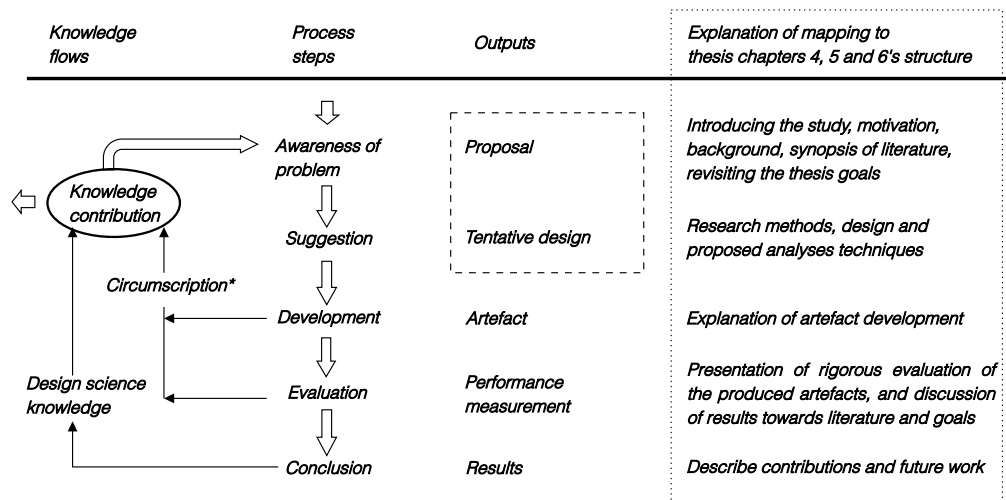 Knowledge
flows
Process
steps
Outputs
Explanation of mapping to
thesis chapters 4, 5 and 6's structure
Awareness of
problem
Proposal
Introducing the study, motivation,
background, synopsis of literature,
revisiting the thesis goals
Knowledge
contribution
Suggestion
Tentative design
Research methods, design and
proposed analyses techniques
Circumscription*
Development
Artefact
Explanation of artefact development
Design science
knowledge
Evaluation
Performance
measurement
Presentation of rigorous evaluation of
the produced artefacts, and discussion
of results towards literature and goals
Conclusion
Results
Describe contributions and future work